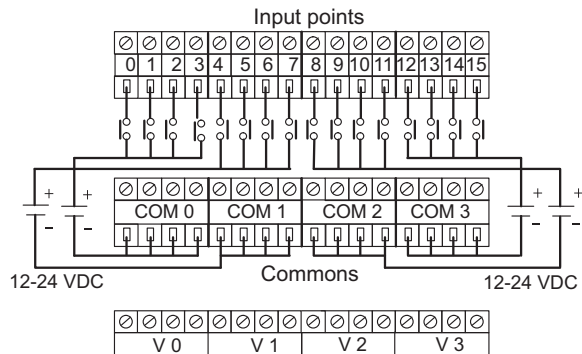 Input points
0 1 2 3 4 5 6 7 8 9 10 11 12 13 14 15
+ + + +
COM 0 COM 1 COM 2 COM 3
- - - -
12-24 VDC Commons 12-24 VDC
V 0 V 1 V 2 V 3